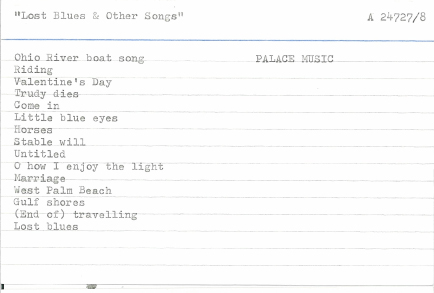 "Lost Blues & Other Songs" A 24727/8
Ohio River boat song PALACE MUSIC
Riding
Valentine's Day
Trudy dies
Come in
Little blue eyes
Horses
Stable will
Untitled
O how I enjoy the light
Marriage
West Palm Beach
Gulf shores
(End of) travelling
Lost blues